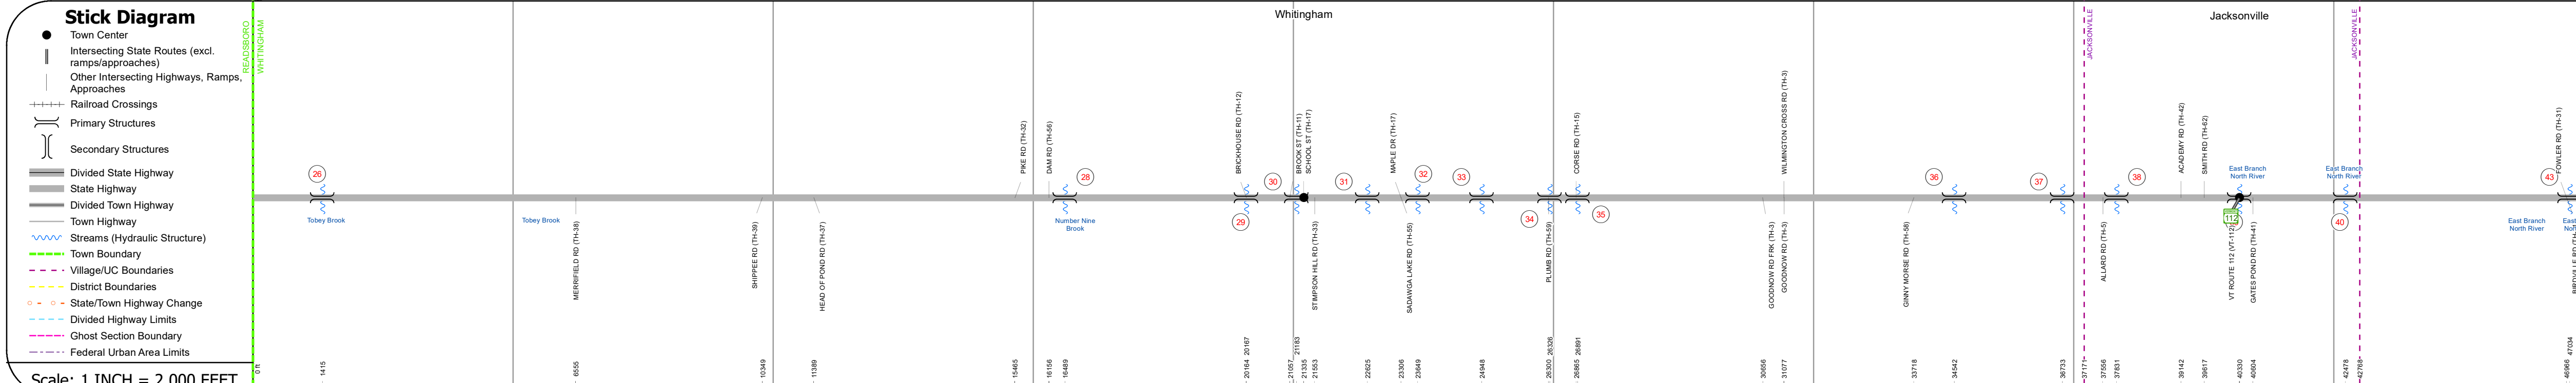 Stick Diagram
Town Center
Intersecting State Routes (excl.
ramps/approaches)
Other Intersecting Highways, Ramps,
Approaches
Railroad Crossings
Primary Structures
Secondary Structures
Divided State Highway
State Highway
Divided Town Highway
Town Highway
Streams (Hydraulic Structure)
Town Boundary
Village/UC Boundaries
District Boundaries
State/Town Highway Change
Divided Highway Limits
Ghost Section Boundary
Federal Urban Area Limits
Scale: 1 INCH = 2,000 FEET
READSBORO
WHITINGHAM
Whitingham
Jacksonville
JACKSONVILLE
JACKSONVILLE
PIKE RD (TH-32)
DAM RD (TH-56)
BRICKHOUSE RD (TH-12)
BROOK ST (TH-11)
SCHOOL ST (TH-17)
MAPLE DR (TH-17)
CORSE RD (TH-15)
WILMINGTON CROSS RD (TH-3)
ACADEMY RD (TH-42)
SMITH RD (TH-62)
FOWLER RD (TH-31)
26
28
30
31
32
33
36
37
38
43
East Branch
North River
East Branch
North River
29
34
35
112
40
Tobey Brook
Tobey Brook
Number Nine
Brook
East Branch
North River
MERRIFIELD RD (TH-38)
SHIPPEE RD (TH-39)
HEAD OF POND RD (TH-37)
STIMPSON HILL RD (TH-33)
SADAWGA LAKE RD (TH-55)
PLUMB RD (TH-59)
GOODNOW RD FRK (TH-3)
GOODNOW RD (TH-3)
GINNY MORSE RD (TH-58)
ALLARD RD (TH-5)
VT ROUTE 112 (VT-112)
GATES POND RD (TH-41)
0 ft
1415
6555
10349
11389
15465
16156
16489
20164
20167
21057
21183
21335
21553
22625
23306
23649
24948
26300
26326
26865
26891
30656
31077
33718
34542
36733
37171
37556
37831
39142
39617
40330
40604
42478
42768
46966
47034